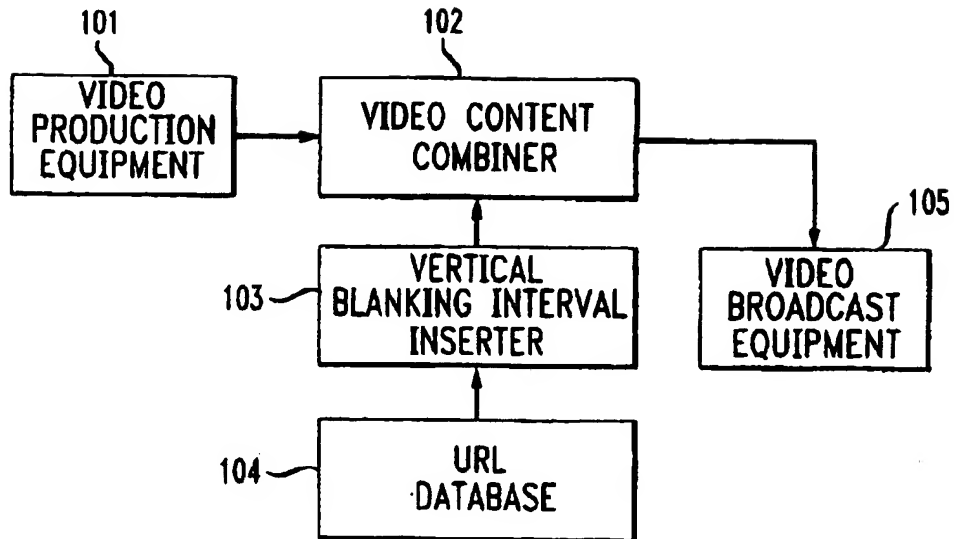 101
VIDEO
PRODUCTION
EQUIPMENT
102
VIDEO CONTENT
COMBINER
105
VIDEO
BROADCAST
EQUIPMENT
103
VERTICAL
BLANKING INTERVAL
INSERTER
104
URL
DATABASE